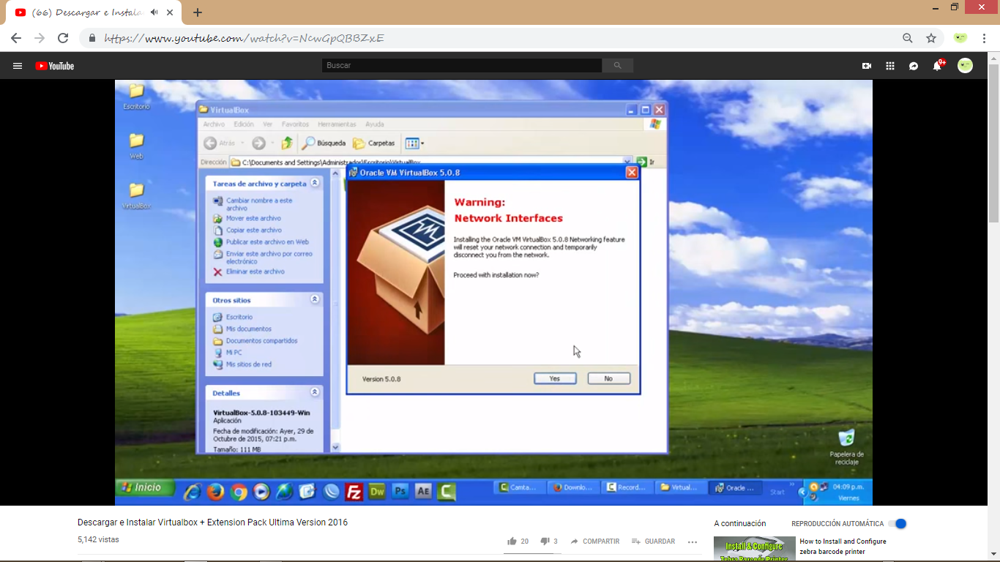 (66) Descargar e Instala
https://www.youtube.com/watch?v=NcwGpQBBZxE
YouTube
Buscar
9+
Escritorio
Web
VirtualBox
VirtualBox
Archivo Edición Ver Favoritos Herramientas Ayuda
Atrás Búsqueda Carpetas
Dirección C:\Documents and Settings\Administrador\Escritorio\VirtualBox Ir
Tareas de archivo y carpeta
Cambiar nombre a este
archivo
Mover este archivo
Copiar este archivo
Publicar este archivo en Web
Enviar este archivo por correo
electrónico
Eliminar este archivo
Otros sitios
Escritorio
Mis documentos
Documentos compartidos
Mi PC
Mis sitios de red
Detalles
VirtualBox-5.0.8-103449-Win
Aplicación
Fecha de modificación: Ayer, 29 de
Octubre de 2015, 07:21 p.m.
Tamaño: 111 MB
Oracle VM VirtualBox 5.0.8
Warning:
Network Interfaces
Installing the Oracle VM VirtualBox 5.0.8 Networking feature
will reset your network connection and temporarily
disconnect you from the network.
Proceed with installation now?
Version 5.0.8
Yes No
Papelera de
reciclaje
Inicio
Fz Dw Ps AE C
Camta... Downlo... Record... Virtual... Oracle ...
Start
04:09 p.m.
Viernes
Descargar e Instalar Virtualbox + Extension Pack Ultima Version 2016
5,142 vistas
20 3 COMPARTIR GUARDAR ...
A continuación REPRODUCCIÓN AUTOMÁTICA
Install & Configure
Zebra Barcode Printer
How to Install and Configure
zebra barcode printer